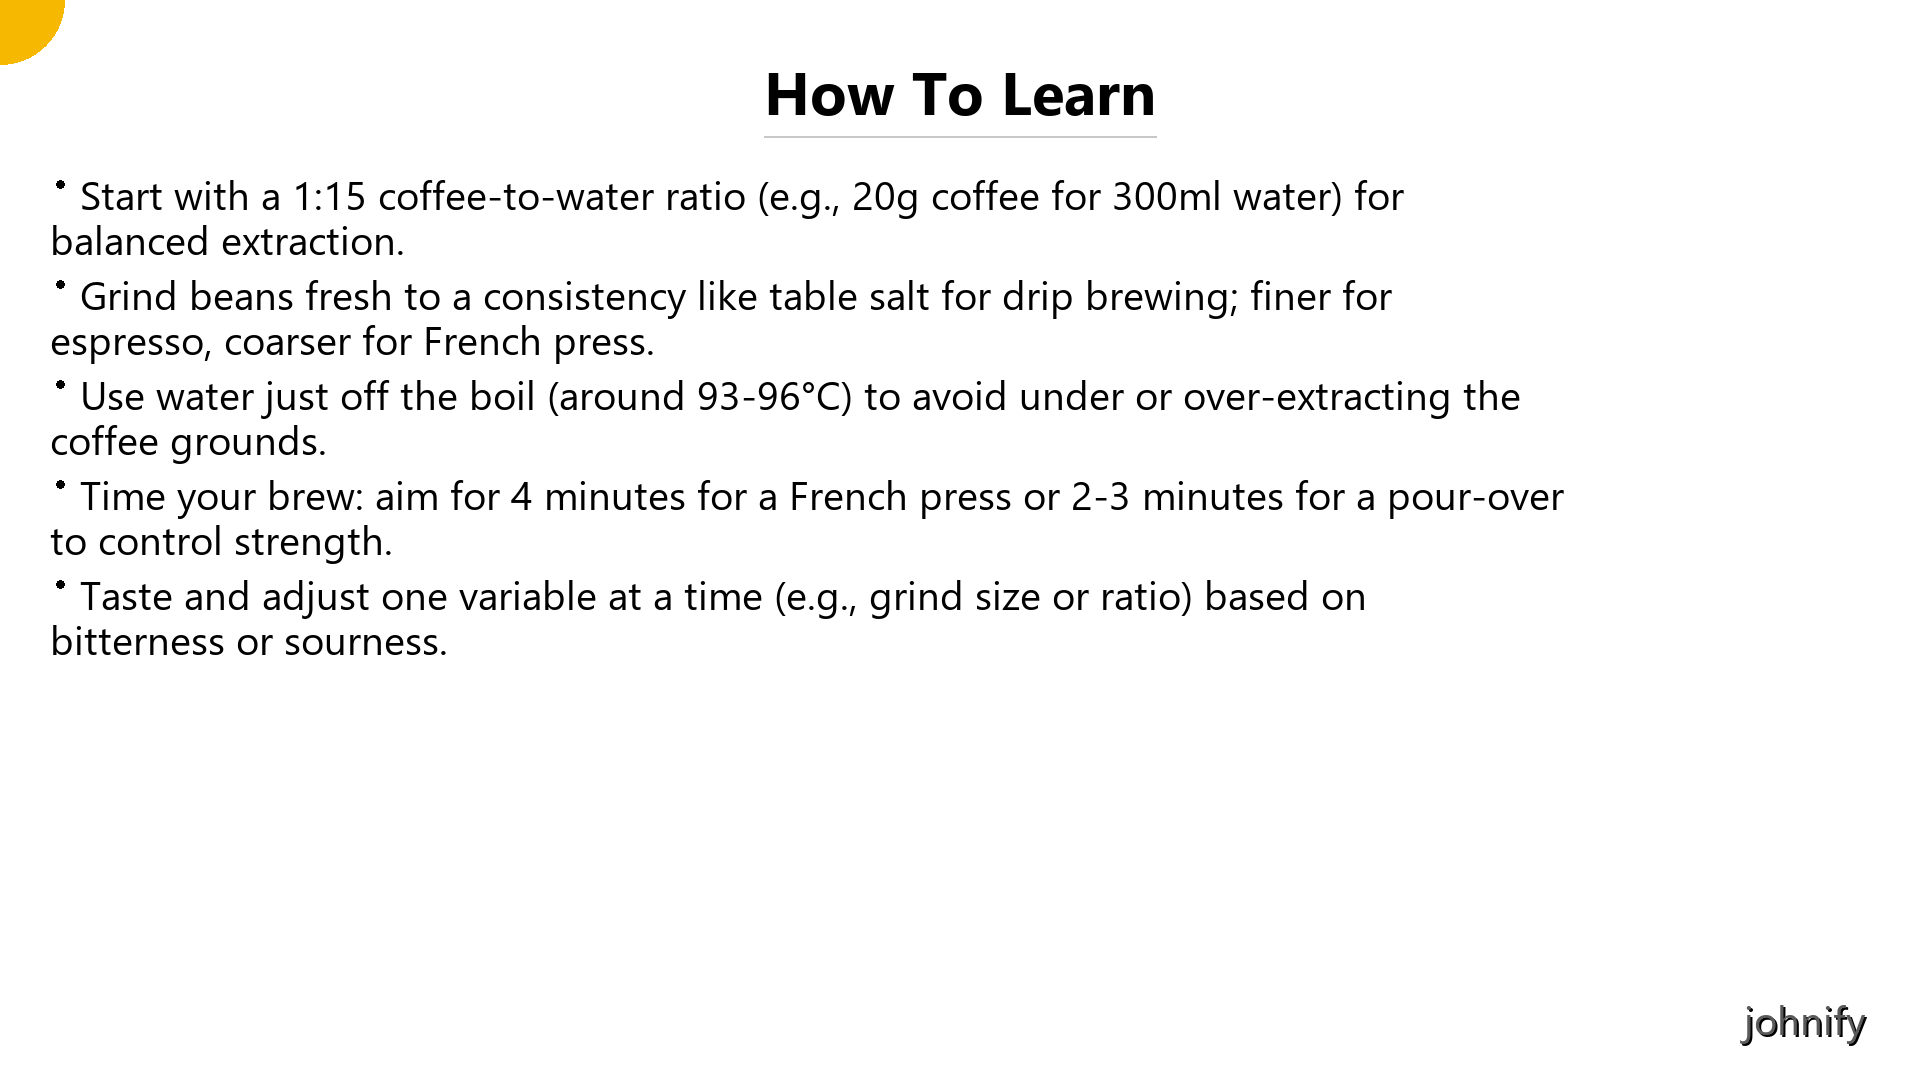 How To Learn
• Start with a 1:15 coffee-to-water ratio (e.g., 20g coffee for 300ml water) for
balanced extraction.
• Grind beans fresh to a consistency like table salt for drip brewing; finer for
espresso, coarser for French press.
• Use water just off the boil (around 93-96°C) to avoid under or over-extracting the
coffee grounds.
• Time your brew: aim for 4 minutes for a French press or 2-3 minutes for a pour-over
to control strength.
• Taste and adjust one variable at a time (e.g., grind size or ratio) based on
bitterness or sourness.
johnify